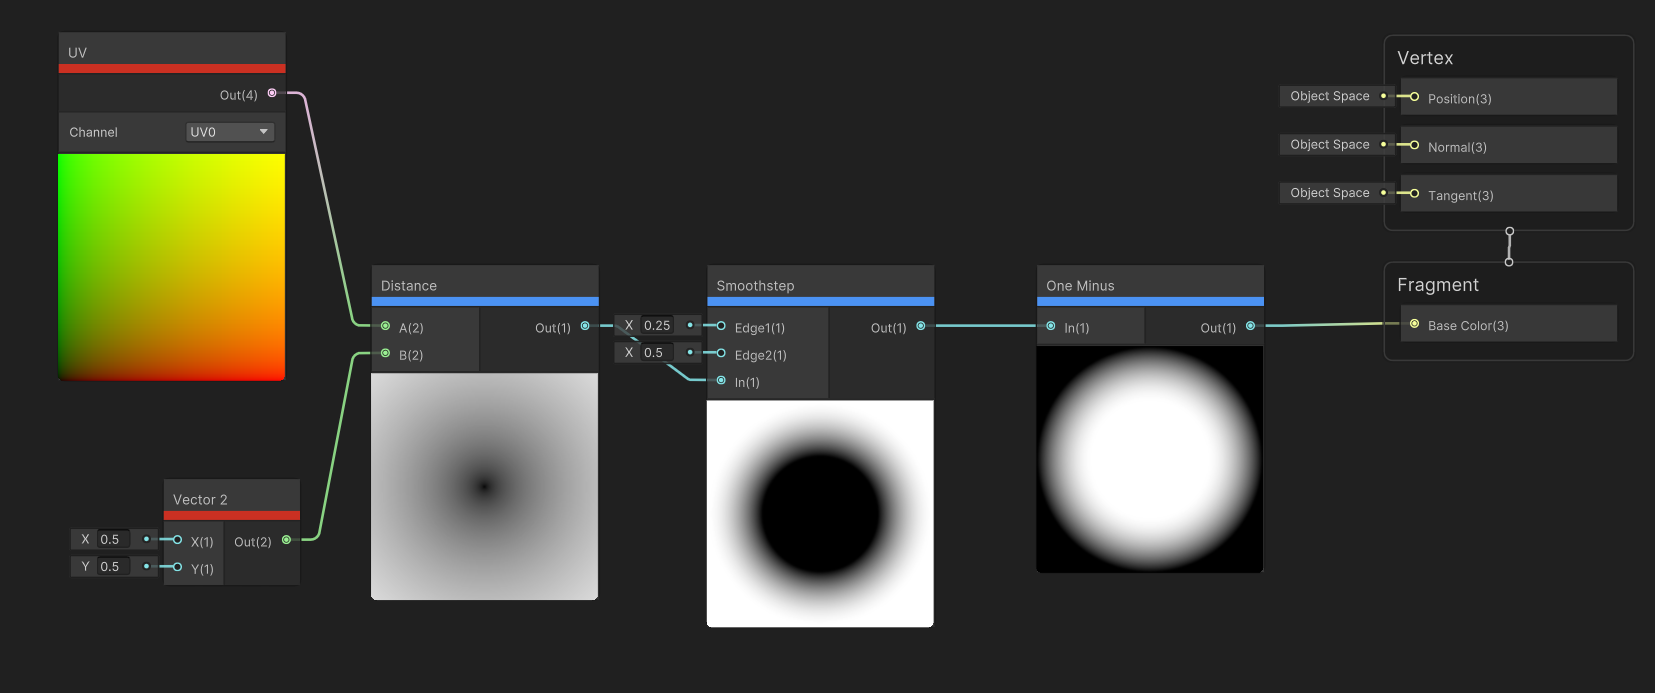 UV
Out(4)
Channel
UV0
Vector 2
X 0.5
X(1)
Out(2)
Y 0.5
Y(1)
Distance
A(2)
Out(1)
B(2)
X 0.25
X 0.5
Smoothstep
Edge1(1)
Out(1)
Edge2(1)
In(1)
One Minus
In(1)
Out(1)
Vertex
Object Space
Position(3)
Object Space
Normal(3)
Object Space
Tangent(3)
Fragment
Base Color(3)